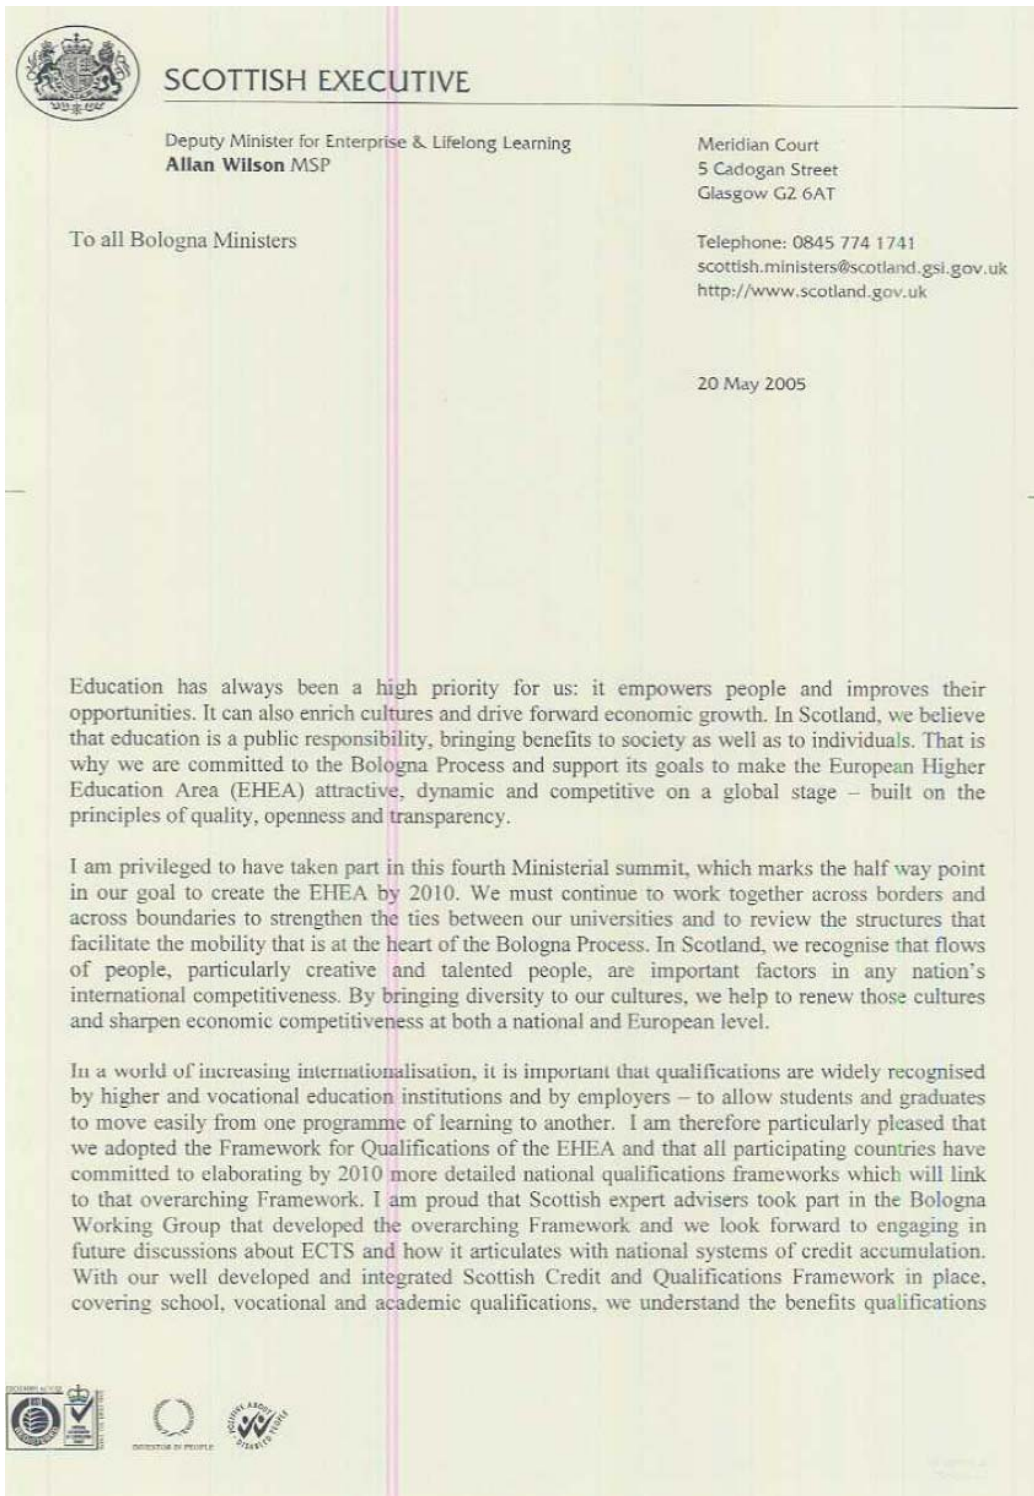 SCOTTISH EXECUTIVE
Deputy Minister for Enterprise & Lifelong Learning
Allan Wilson MSP
Meridian Court
5 Cadogan Street
Glasgow G2 6AT
To all Bologna Ministers
Telephone: 0845 774 1741
scottish.ministers@scotland.gsi.gov.uk
http://www.scotland.gov.uk
20 May 2005
Education has always been a high priority for us: it empowers people and improves their
opportunities. It can also enrich cultures and drive forward economic growth. In Scotland, we believe
that education is a public responsibility, bringing benefits to society as well as to individuals. That is
why we are committed to the Bologna Process and support its goals to make the European Higher
Education Area (EHEA) attractive, dynamic and competitive on a global stage – built on the
principles of quality, openness and transparency.
I am privileged to have taken part in this fourth Ministerial summit, which marks the half way point
in our goal to create the EHEA by 2010. We must continue to work together across borders and
across boundaries to strengthen the ties between our universities and to review the structures that
facilitate the mobility that is at the heart of the Bologna Process. In Scotland, we recognise that flows
of people, particularly creative and talented people, are important factors in any nation's
international competitiveness. By bringing diversity to our cultures, we help to renew those cultures
and sharpen economic competitiveness at both a national and European level.
In a world of increasing internationalisation, it is important that qualifications are widely recognised
by higher and vocational education institutions and by employers – to allow students and graduates
to move easily from one programme of learning to another. I am therefore particularly pleased that
we adopted the Framework for Qualifications of the EHEA and that all participating countries have
committed to elaborating by 2010 more detailed national qualifications frameworks which will link
to that overarching Framework. I am proud that Scottish expert advisers took part in the Bologna
Working Group that developed the overarching Framework and we look forward to engaging in
future discussions about ECTS and how it articulates with national systems of credit accumulation.
With our well developed and integrated Scottish Credit and Qualifications Framework in place,
covering school, vocational and academic qualifications, we understand the benefits qualifications
INVESTOR IN PEOPLE
POSITIVE ABOUT
DISABLED PEOPLE